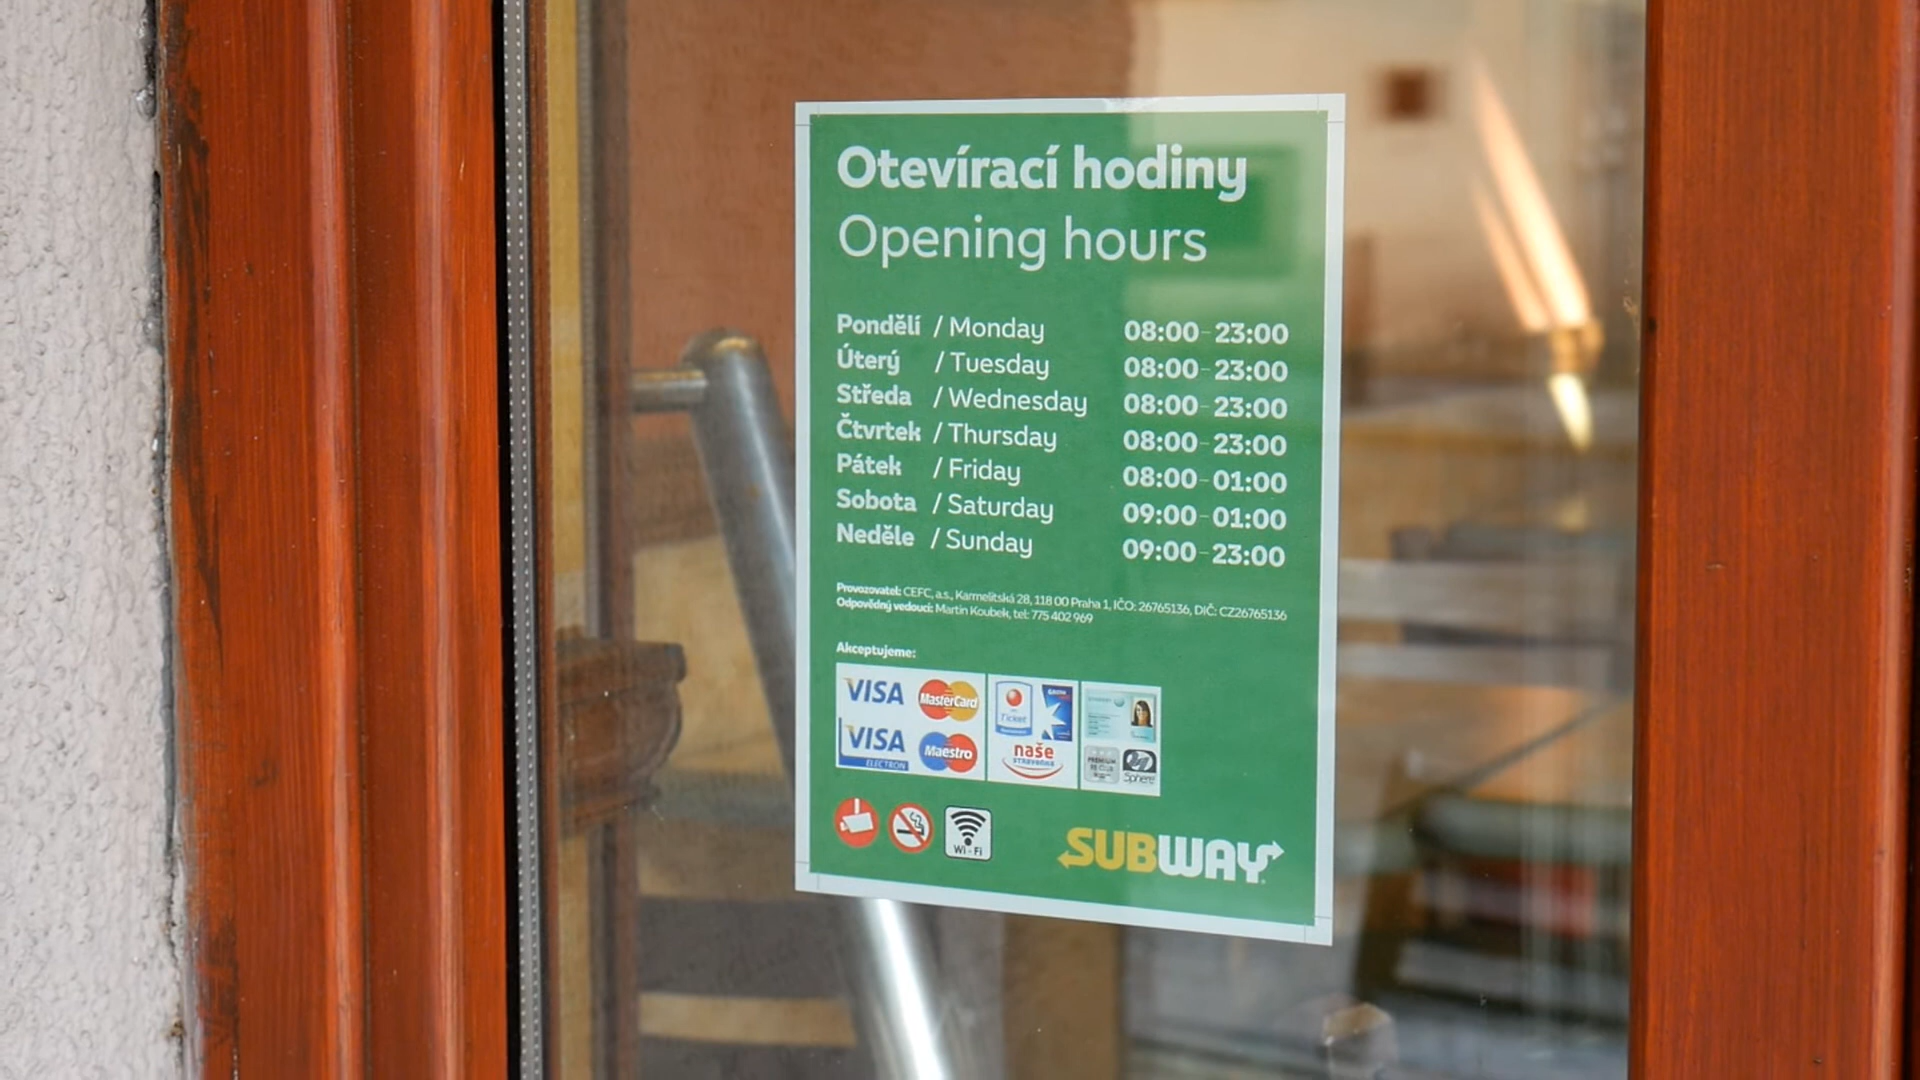 Otevírací hodiny
Opening hours
Pondělí / Monday 08:00 - 23:00
Úterý / Tuesday 08:00 - 23:00
Středa / Wednesday 08:00 - 23:00
Čtvrtek / Thursday 08:00 - 23:00
Pátek / Friday 08:00 - 01:00
Sobota / Saturday 09:00 - 01:00
Neděle / Sunday 09:00 - 23:00
Provozovatel: CEFC, a.s., Karmelitská 28, 118 00 Praha 1, IČO: 26765136, DIČ: CZ26765136
Odpovědný vedoucí: Martin Koubek, tel: 775 402 969
Akceptujeme:
VISA MasterCard
VISA ELECTRON Maestro
Ticket
naše
stravenka
PREMIUM
Sphere
Wi-Fi
SUBWAY